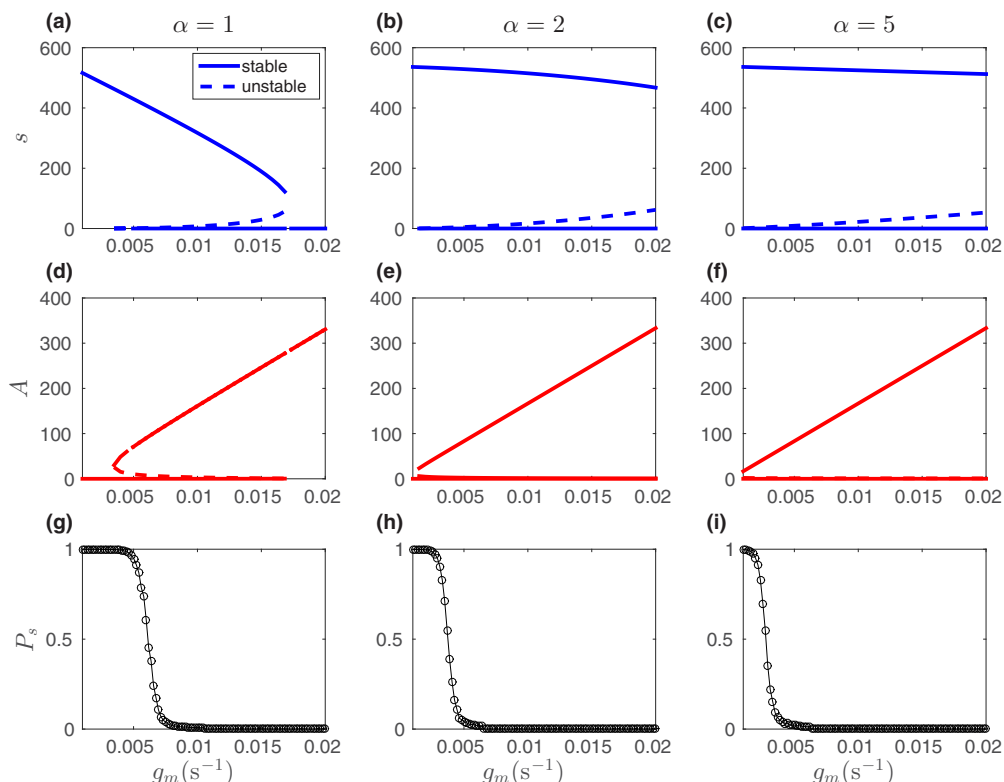 (a) α = 1 (b) α = 2 (c) α = 5
600 600 600
stable
unstable
400 400 400
s
200 200 200
0 0 0
0.005 0.01 0.015 0.02 0.005 0.01 0.015 0.02 0.005 0.01 0.015 0.02
(d) (e) (f)
400 400 400
300 300 300
A
200 200 200
100 100 100
0 0 0
0.005 0.01 0.015 0.02 0.005 0.01 0.015 0.02 0.005 0.01 0.015 0.02
(g) (h) (i)
1 1 1
P_s
0.5 0.5 0.5
0 0 0
0.005 0.01 0.015 0.02 0.005 0.01 0.015 0.02 0.005 0.01 0.015 0.02
g_m(s⁻¹) g_m(s⁻¹) g_m(s⁻¹)